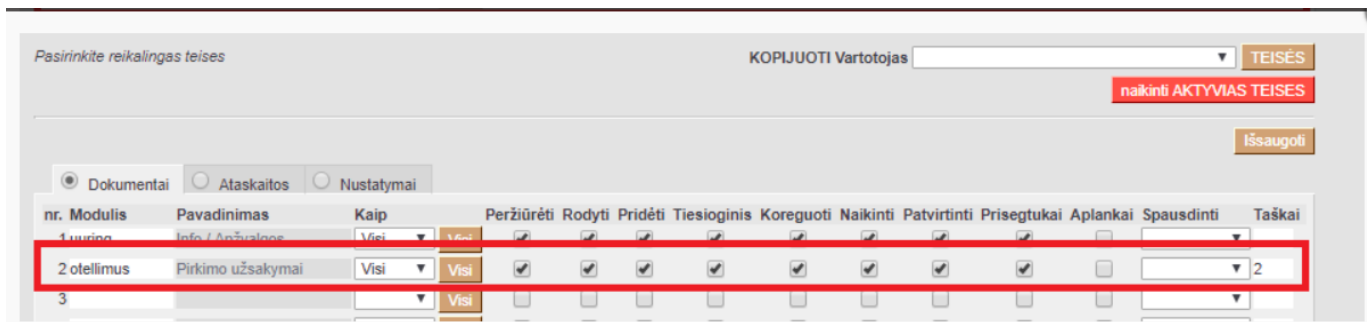 Pasirinkite reikalingas teises KOPIJUOTI Vartotojas TEISĖS
naikinti AKTYVIAS TEISES
Išsaugoti
Dokumentai Ataskaitos Nustatymai
nr. Modulis Pavadinimas Kaip Peržiūrėti Rodyti Pridėti Tiesioginis Koreguoti Naikinti Patvirtinti Prisegtukai Aplankai Spausdinti Taškai
1 uuring Info / Apžvalgos Visi Visi
2 otellimus Pirkimo užsakymai Visi Visi 2
3 Visi